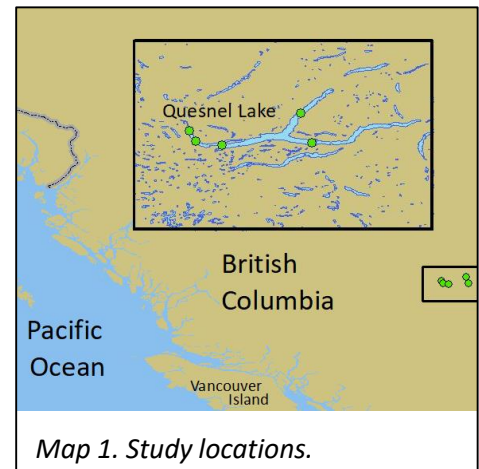 Quesnel Lake
British
Columbia
Pacific
Ocean
Vancouver
Island
Map 1. Study locations.